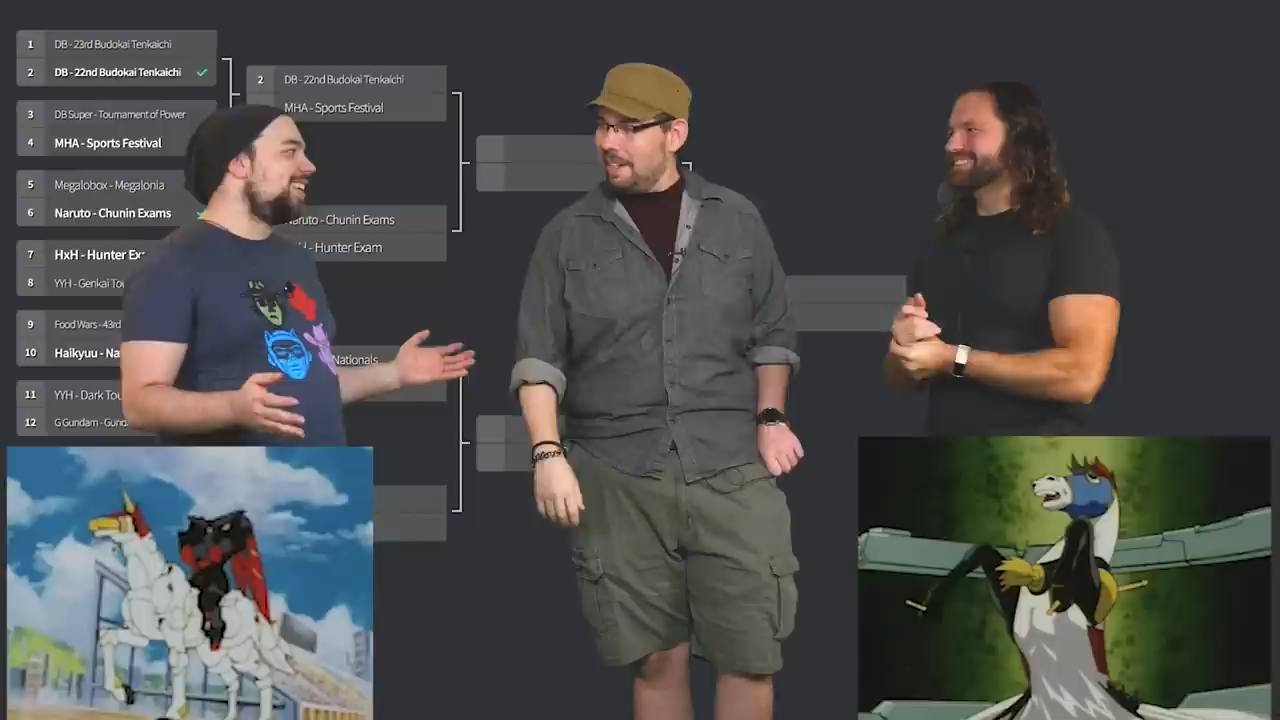 1 DB - 23rd Budokai Tenkaichi
2 DB - 22nd Budokai Tenkaichi
3 DB Super - Tournament of Power
4 MHA - Sports Festival
5 Megalobox - Megalonia
6 Naruto - Chunin Exams
7 HxH - Hunter
8 YYH - Genkai
9 Food Wars - 43rd
10 Haikyuu -
11 YYH - Dark
12 G Gundam -
2 DB - 22nd Budokai Tenkaichi
MHA - Sports Festival
Naruto - Chunin Exams
- Hunter Exam
Nationals